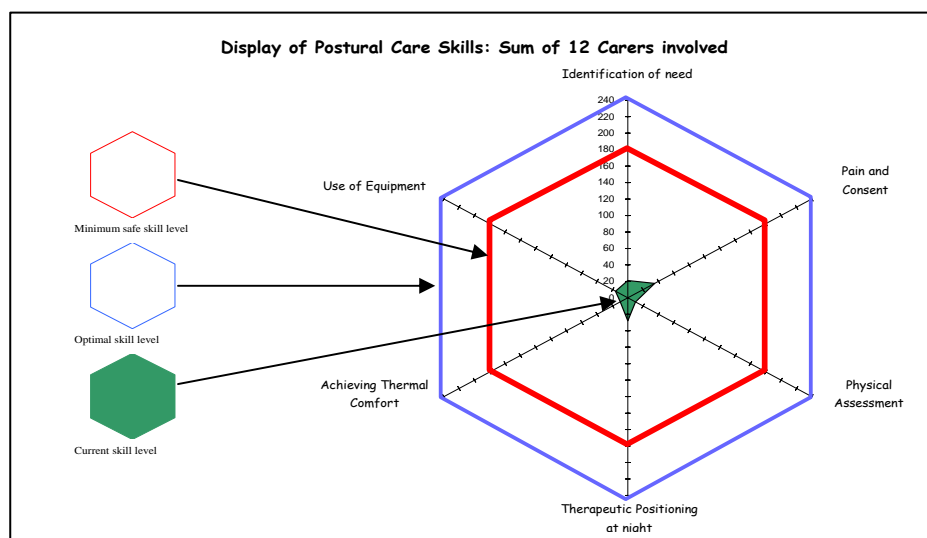 Display of Postural Care Skills: Sum of 12 Carers involved
Identification of need
240
220
200
180
160
140
120
100
80
60
40
20
0
Pain and
Consent
Physical
Assessment
Therapeutic Positioning
at night
Achieving Thermal
Comfort
Use of Equipment
Minimum safe skill level
Optimal skill level
Current skill level